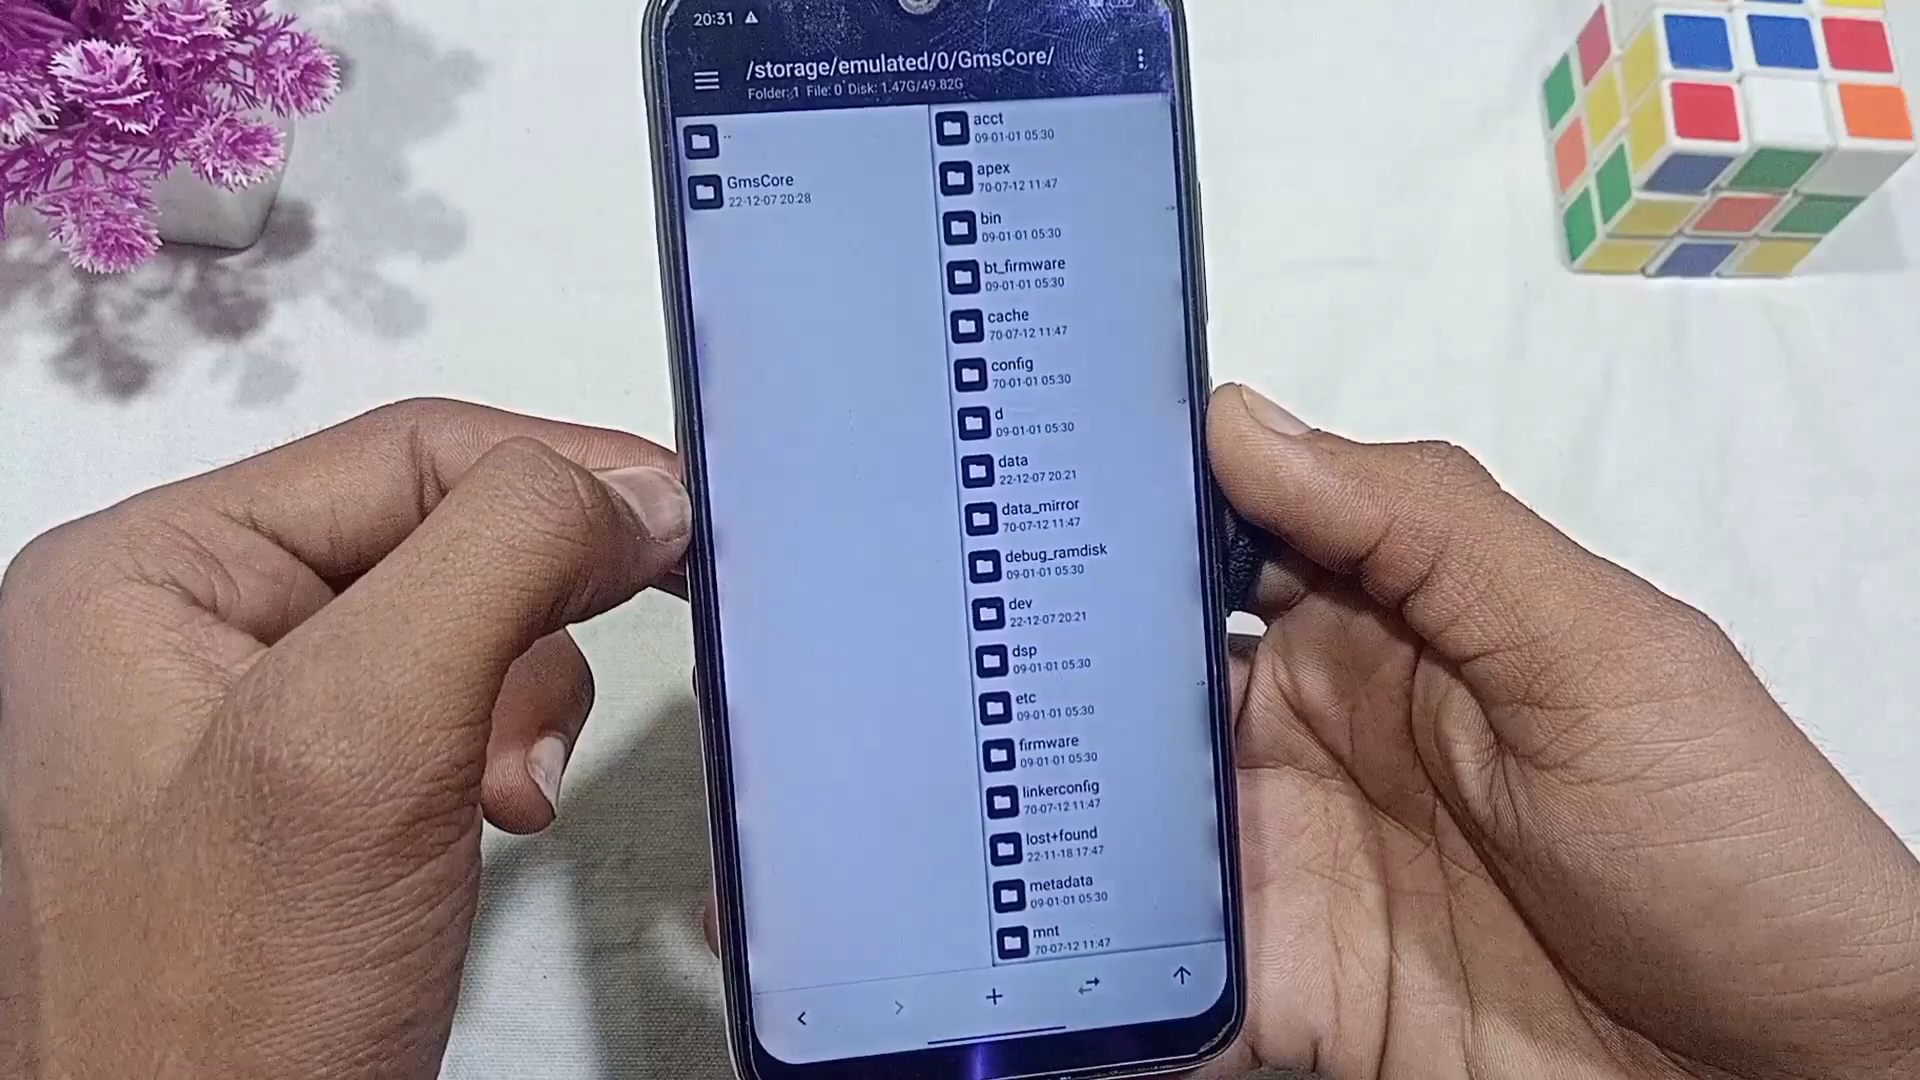 20:31
/storage/emulated/0/GmsCore/
Folder: 1 File: 0 Disk: 1.47G/49.82G
..
GmsCore
22-12-07 20:28
acct
09-01-01 05:30
apex
70-07-12 11:47
bin
09-01-01 05:30
bt_firmware
09-01-01 05:30
cache
70-07-12 11:47
config
70-01-01 05:30
d
09-01-01 05:30
data
22-12-07 20:21
data_mirror
70-07-12 11:47
debug_ramdisk
09-01-01 05:30
dev
22-12-07 20:21
dsp
09-01-01 05:30
etc
09-01-01 05:30
firmware
09-01-01 05:30
linkerconfig
70-07-12 11:47
lost+found
22-11-18 17:47
metadata
09-01-01 05:30
mnt
70-07-12 11:47